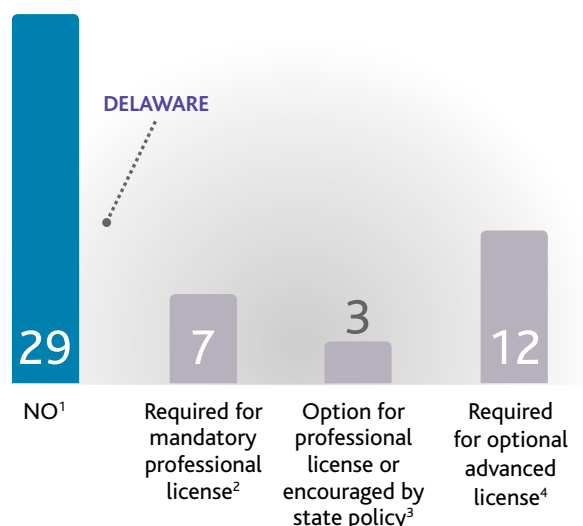 DELAWARE
29
7
3
12
NO¹
Required for
mandatory
professional
license²
Option for
professional
license or
encouraged by
state policy³
Required
for optional
advanced
license⁴